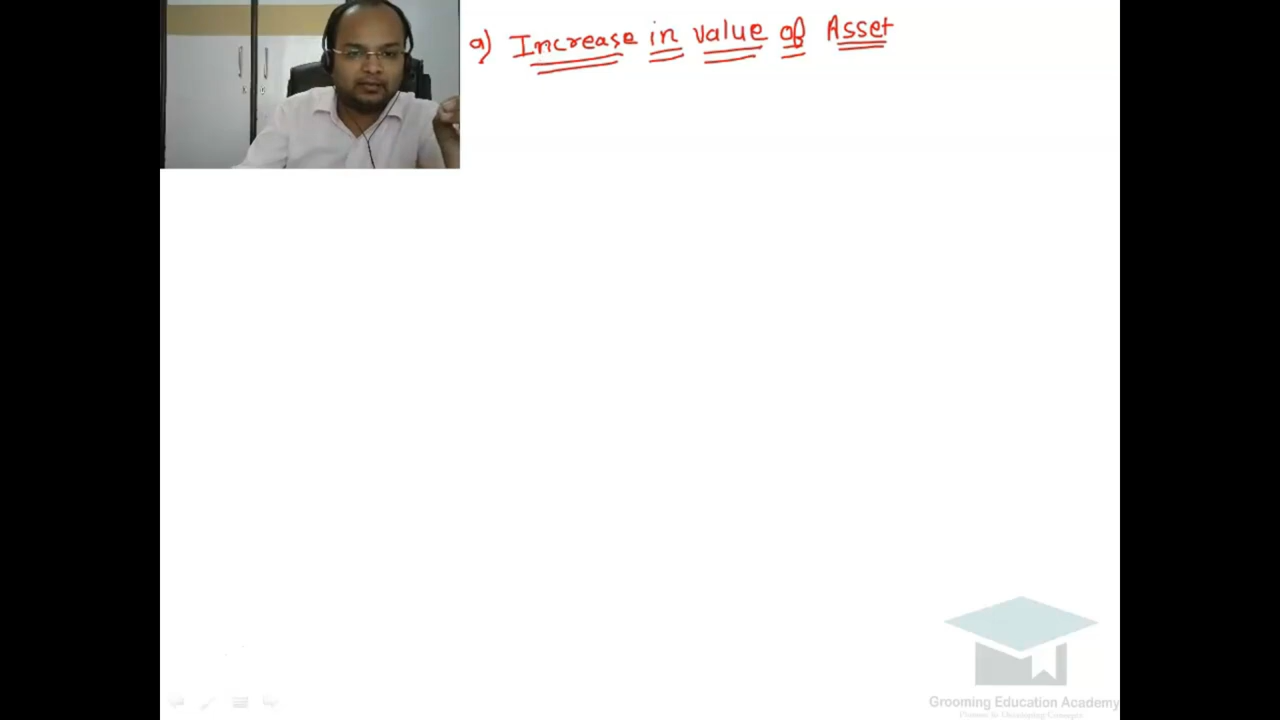 a) Increase in value of Asset
Grooming Education Academy